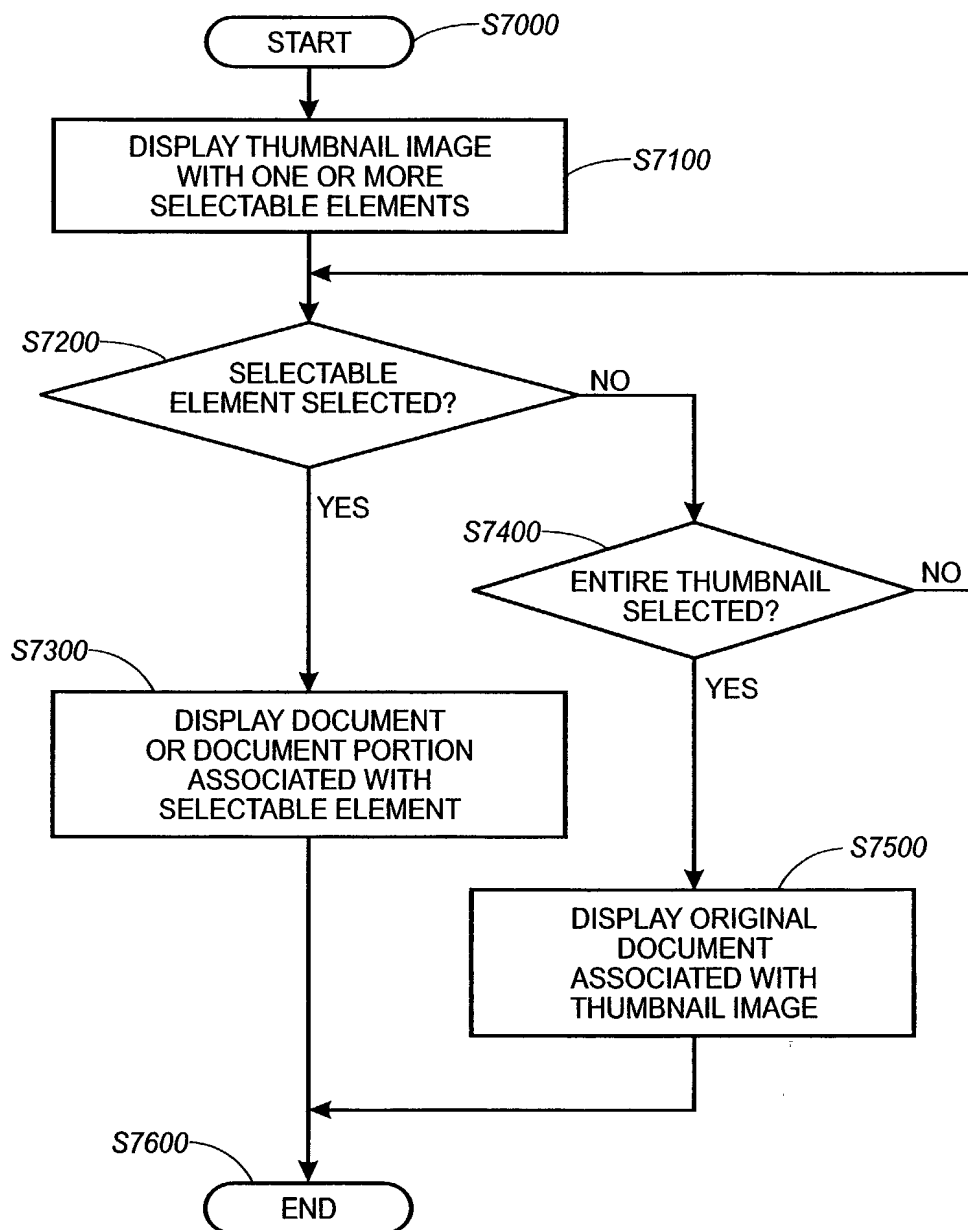 START
S7000
DISPLAY THUMBNAIL IMAGE
WITH ONE OR MORE
SELECTABLE ELEMENTS
S7100
S7200
SELECTABLE
ELEMENT SELECTED?
NO
YES
S7400
ENTIRE THUMBNAIL
SELECTED?
NO
YES
S7300
DISPLAY DOCUMENT
OR DOCUMENT PORTION
ASSOCIATED WITH
SELECTABLE ELEMENT
S7500
DISPLAY ORIGINAL
DOCUMENT
ASSOCIATED WITH
THUMBNAIL IMAGE
S7600
END